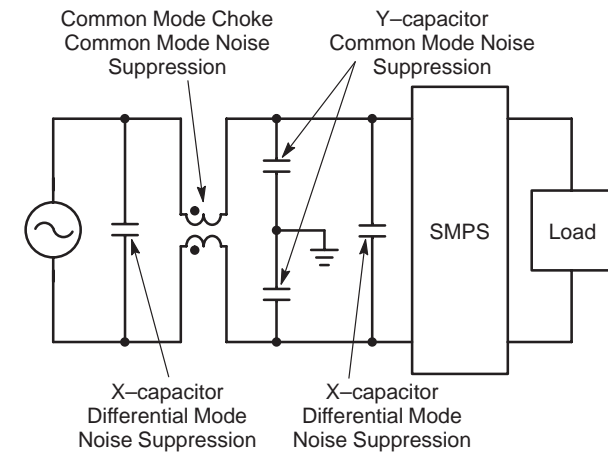 Common Mode Choke
Common Mode Noise
Suppression
Y–capacitor
Common Mode Noise
Suppression
SMPS
Load
X–capacitor
Differential Mode
Noise Suppression
X–capacitor
Differential Mode
Noise Suppression